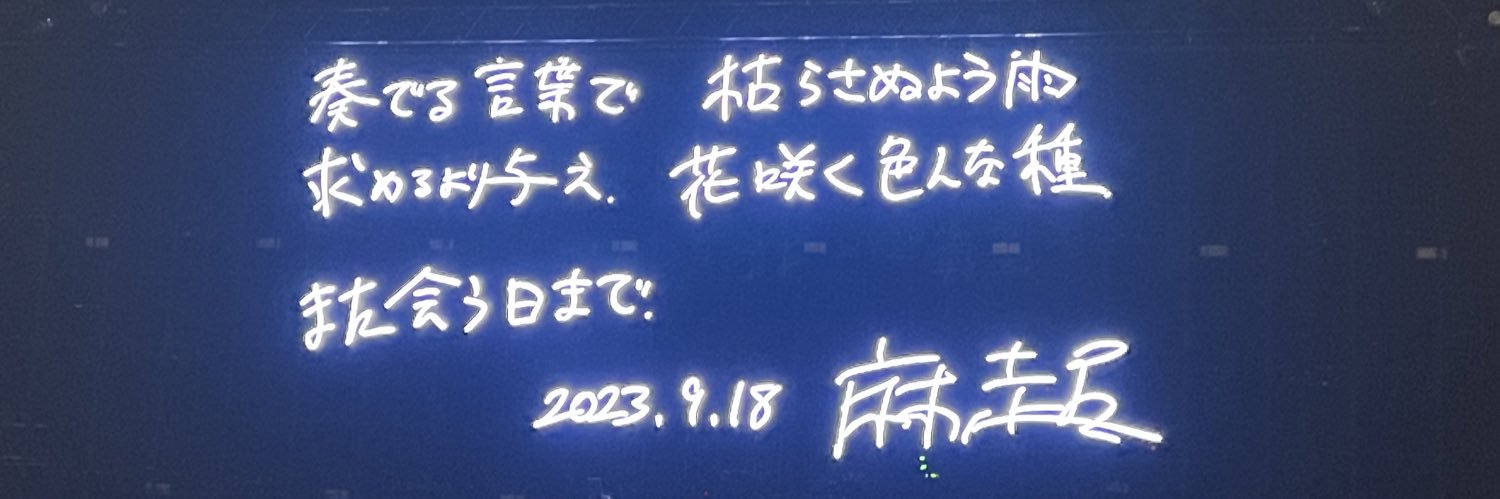 奏でる言葉で 枯らさぬよう雨
求めるより与え. 花咲く色んな種
また会う日まで.
2023.9.18